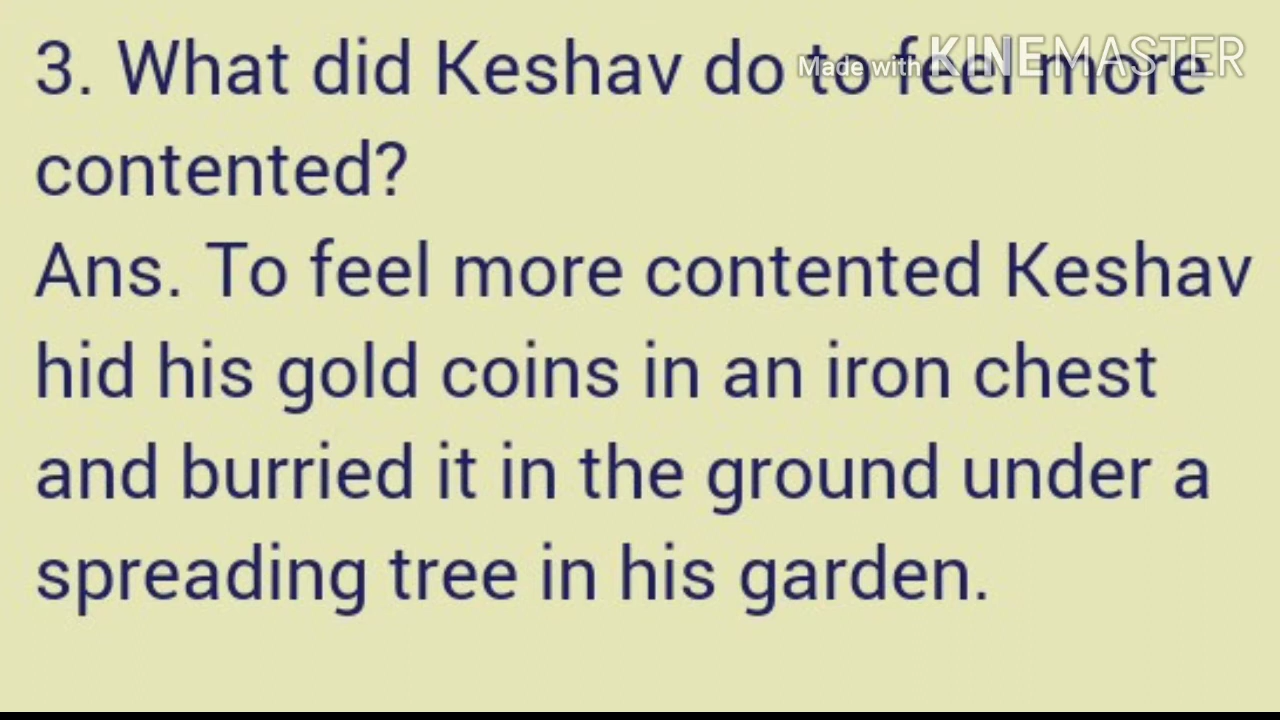 3. What did Keshav do to feel more
Made with KINEMASTER
contented?
Ans. To feel more contented Keshav
hid his gold coins in an iron chest
and burried it in the ground under a
spreading tree in his garden.